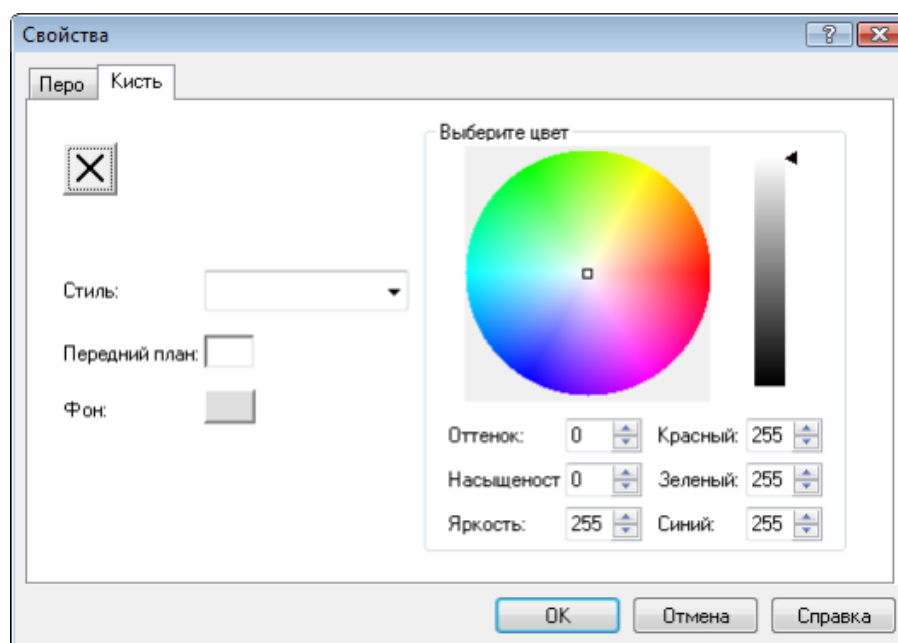 Свойства
Перо Кисть
Выберите цвет
Стиль:
Передний план:
Фон:
Оттенок: 0 Красный: 255
Насыщеност 0 Зеленый: 255
Яркость: 255 Синий: 255
OK Отмена Справка